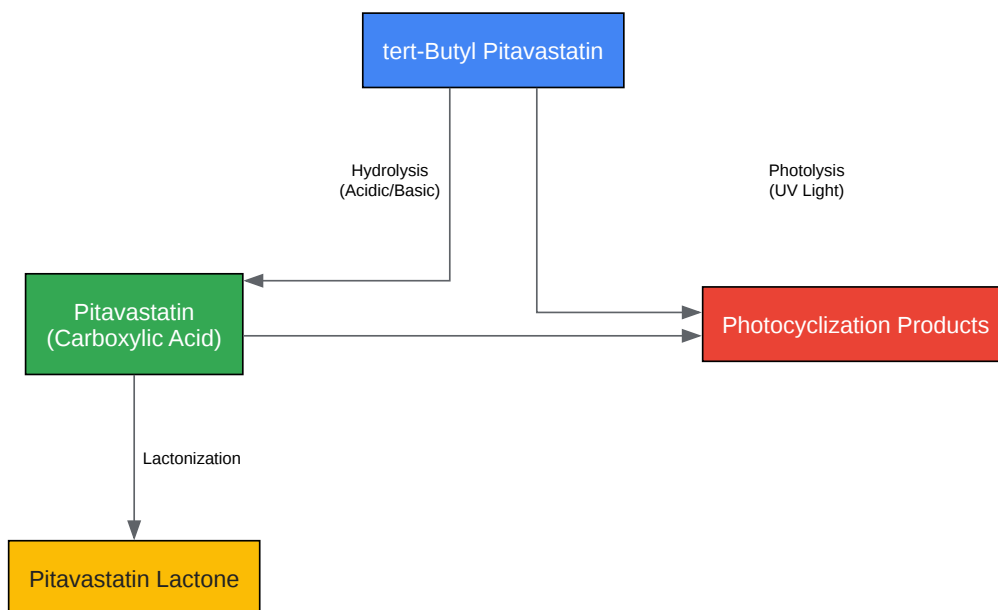 tert-Butyl Pitavastatin
Hydrolysis
(Acidic/Basic)
Photolysis
(UV Light)
Pitavastatin
(Carboxylic Acid)
Photocyclization Products
Lactonization
Pitavastatin Lactone